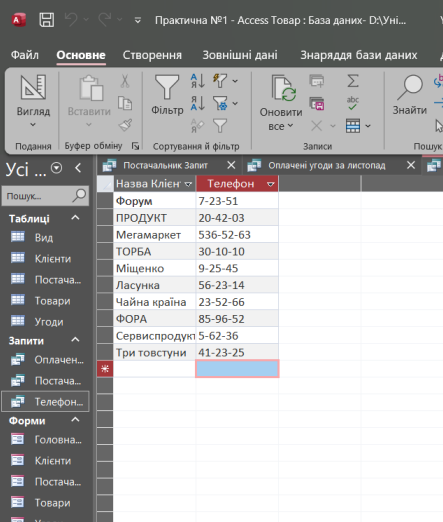 Практична №1 - Access Товар : База даних- D:\Уні...
Файл Основне Створення Зовнішні дані Знаряддя бази даних
Вигляд Вставити Фільтр Оновити все Знайти
Подання Буфер обміну Сортування й фільтр Записи Пошук
Усі ...
Постачальник Запит Оплачені угоди за листопад
Пошук...
Назва Клієнт Телефон
Таблиці
Вид
Клієнти
Постача...
Товари
Угоди
Запити
Оплачен...
Постача...
Телефон...
Форми
Головна...
Клієнти
Постача...
Товари
Форум 7-23-51
ПРОДУКТ 20-42-03
Мегамаркет 536-52-63
ТОРБА 30-10-10
Міщенко 9-25-45
Ласунка 56-23-14
Чайна країна 23-52-66
ФОРА 85-96-52
Сервиспродукт 5-62-36
Три товстуни 41-23-25